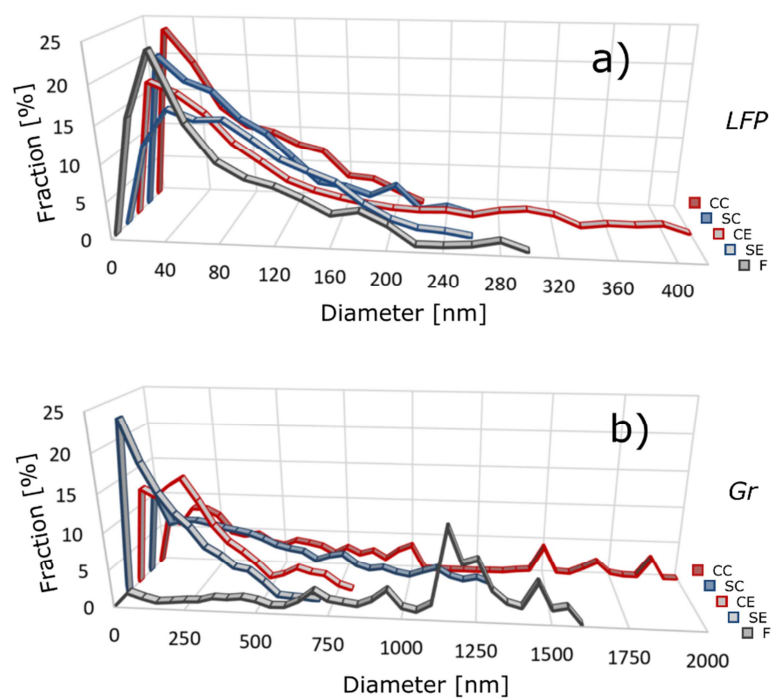 a)
LFP
Fraction [%]
25
20
15
10
5
0
0 40 80 120 160 200 240 280 320 360 400
Diameter [nm]
CC
SC
CE
SE
F
b)
Gr
Fraction [%]
25
20
15
10
5
0
0 250 500 750 1000 1250 1500 1750 2000
Diameter [nm]
CC
SC
CE
SE
F